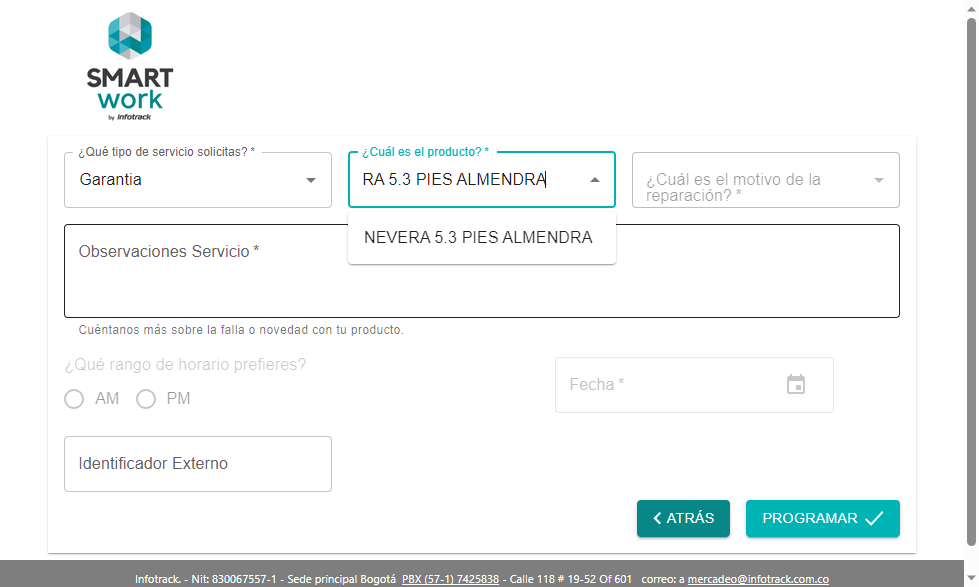 SMART
work
by infotrack
¿Qué tipo de servicio solicitas? *
Garantia
¿Cuál es el producto? *
RA 5.3 PIES ALMENDRA
¿Cuál es el motivo de la
reparación? *
NEVERA 5.3 PIES ALMENDRA
Observaciones Servicio *
Cuéntanos más sobre la falla o novedad con tu producto.
¿Qué rango de horario prefieres?
AM
PM
Fecha *
Identificador Externo
ATRÁS
PROGRAMAR
Infotrack. - Nit: 830067557-1 - Sede principal Bogotá PBX (57-1) 7425838 - Calle 118 # 19-52 Of 601 correo: a mercadeo@infotrack.com.co